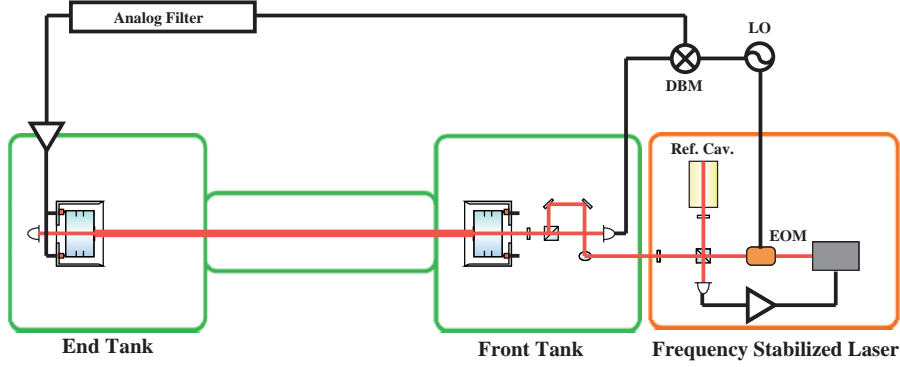 Analog Filter
LO
DBM
Ref. Cav.
EOM
End Tank
Front Tank
Frequency Stabilized Laser